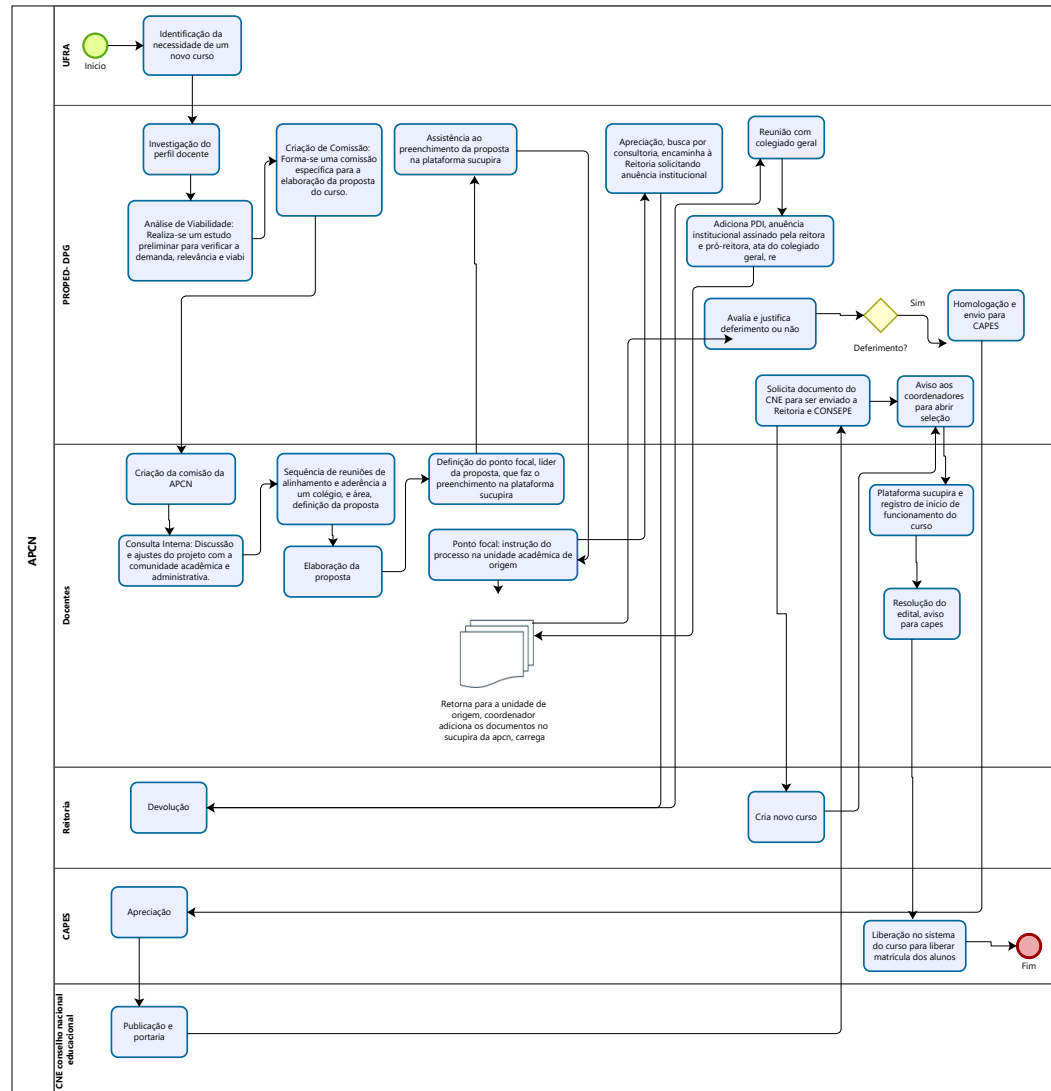 APCN
UFRA
Início
Identificação da
necessidade de um
novo curso
PROPED- DPG
Investigação do
perfil docente
Análise de Viabilidade:
Realiza-se um estudo
preliminar para verificar a
demanda, relevância e viabi
Criação de Comissão:
Forma-se uma comissão
específica para a
elaboração da proposta
do curso.
Assistência ao
preenchimento da proposta
na plataforma sucupira
Apreciação, busca por
consultoria, encaminha à
Reitoria solicitando
anuência institucional
Reunião com
colegiado geral
Adiciona PDI, anuência
institucional assinado pela reitora
e pró-reitora, ata do colegiado
geral, re
Avalia e justifica
deferimento ou não
Deferimento?
Sim
Homologação e
envio para
CAPES
Solicita documento do
CNE para ser enviado a
Reitoria e CONSEPE
Aviso aos
coordenadores
para abrir
seleção
Docentes
Criação da comisão da
APCN
Consulta Interna: Discussão
e ajustes do projeto com a
comunidade acadêmica e
administrativa.
Sequência de reuniões de
alinhamento e aderência a
um colégio, e área,
definição da proposta
Elaboração da
proposta
Definição do ponto focal, líder
da proposta, que faz o
preenchimento na plataforma
sucupira
Ponto focal: instrução do
processo na unidade acadêmica de
origem
Retorna para a unidade de
origem, coordenador
adiciona os documentos no
sucupira da apcn, carrega
Plataforma sucupira e
registro de início de
funcionamento do
curso
Resolução do
edital, aviso
para capes
Reitoria
Devolução
Cria novo curso
CAPES
Apreciação
Liberação no sistema
do curso para liberar
matrícula dos alunos
Fim
CNE conselho nacional
educacional
Publicação e
portaria